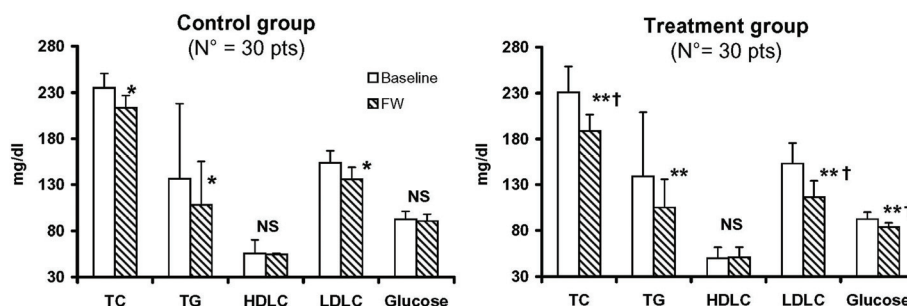 Control group
(N° = 30 pts)
280
230
180
130
80
30
mg/dl
Baseline
FW
*
*
NS
*
NS
TC
TG
HDLC
LDLC
Glucose
Treatment group
(N°= 30 pts)
280
230
180
130
80
30
mg/dl
**†
**
NS
**†
**†
TC
TG
HDLC
LDLC
Glucose